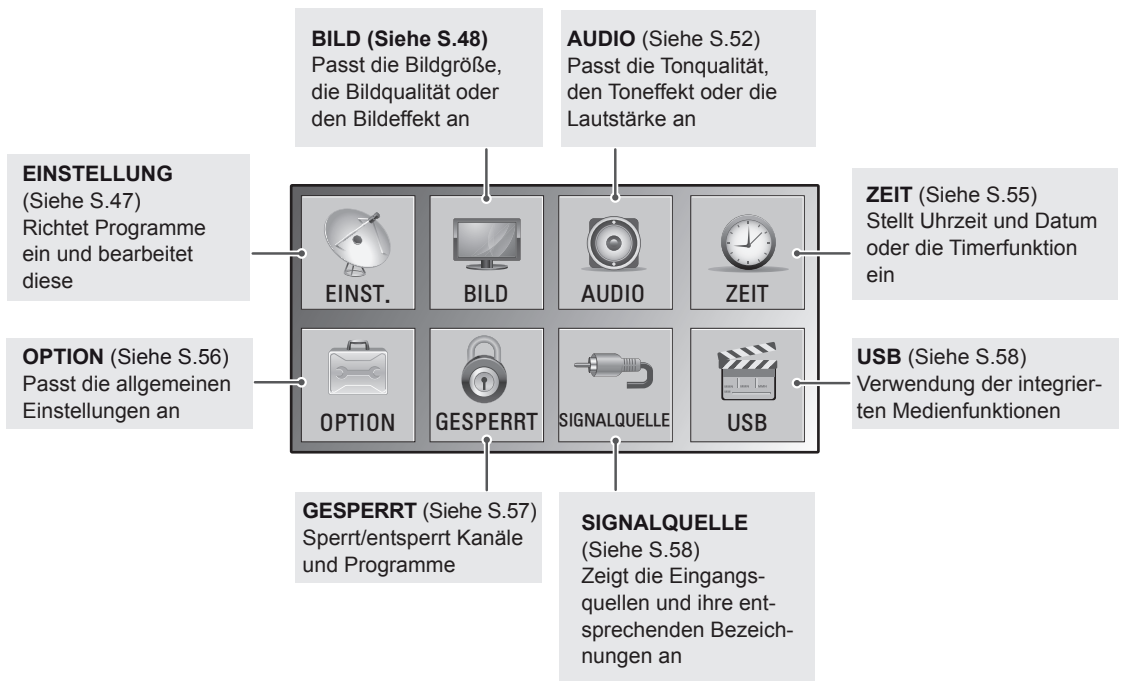 BILD (Siehe S.48)
Passt die Bildgröße,
die Bildqualität oder
den Bildeffekt an
AUDIO (Siehe S.52)
Passt die Tonqualität,
den Toneffekt oder die
Lautstärke an
EINSTELLUNG
(Siehe S.47)
Richtet Programme
ein und bearbeitet
diese
ZEIT (Siehe S.55)
Stellt Uhrzeit und Datum
oder die Timerfunktion
ein
EINST.
BILD
AUDIO
ZEIT
OPTION (Siehe S.56)
Passt die allgemeinen
Einstellungen an
USB (Siehe S.58)
Verwendung der integrier-
ten Medienfunktionen
OPTION
GESPERRT
SIGNALQUELLE
USB
GESPERRT (Siehe S.57)
Sperrt/entsperrt Kanäle
und Programme
SIGNALQUELLE
(Siehe S.58)
Zeigt die Eingangs-
quellen und ihre ent-
sprechenden Bezeich-
nungen an